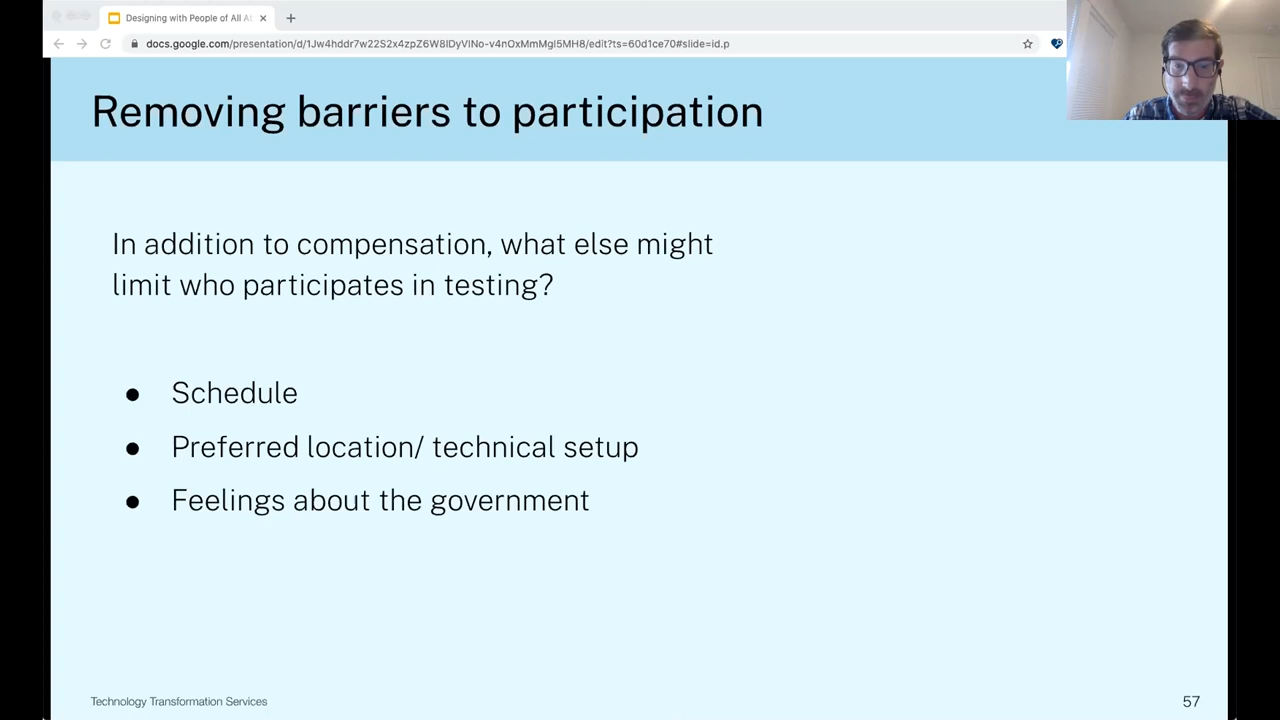 Designing with People of All A
docs.google.com/presentation/d/1Jw4hddr7w22S2x4zpZ6W8IDyVlNo-v4nOxMmMgl5MH8/edit?ts=60d1ce70#slide=id.p
Removing barriers to participation
In addition to compensation, what else might
limit who participates in testing?
● Schedule
● Preferred location/ technical setup
● Feelings about the government
Technology Transformation Services
57